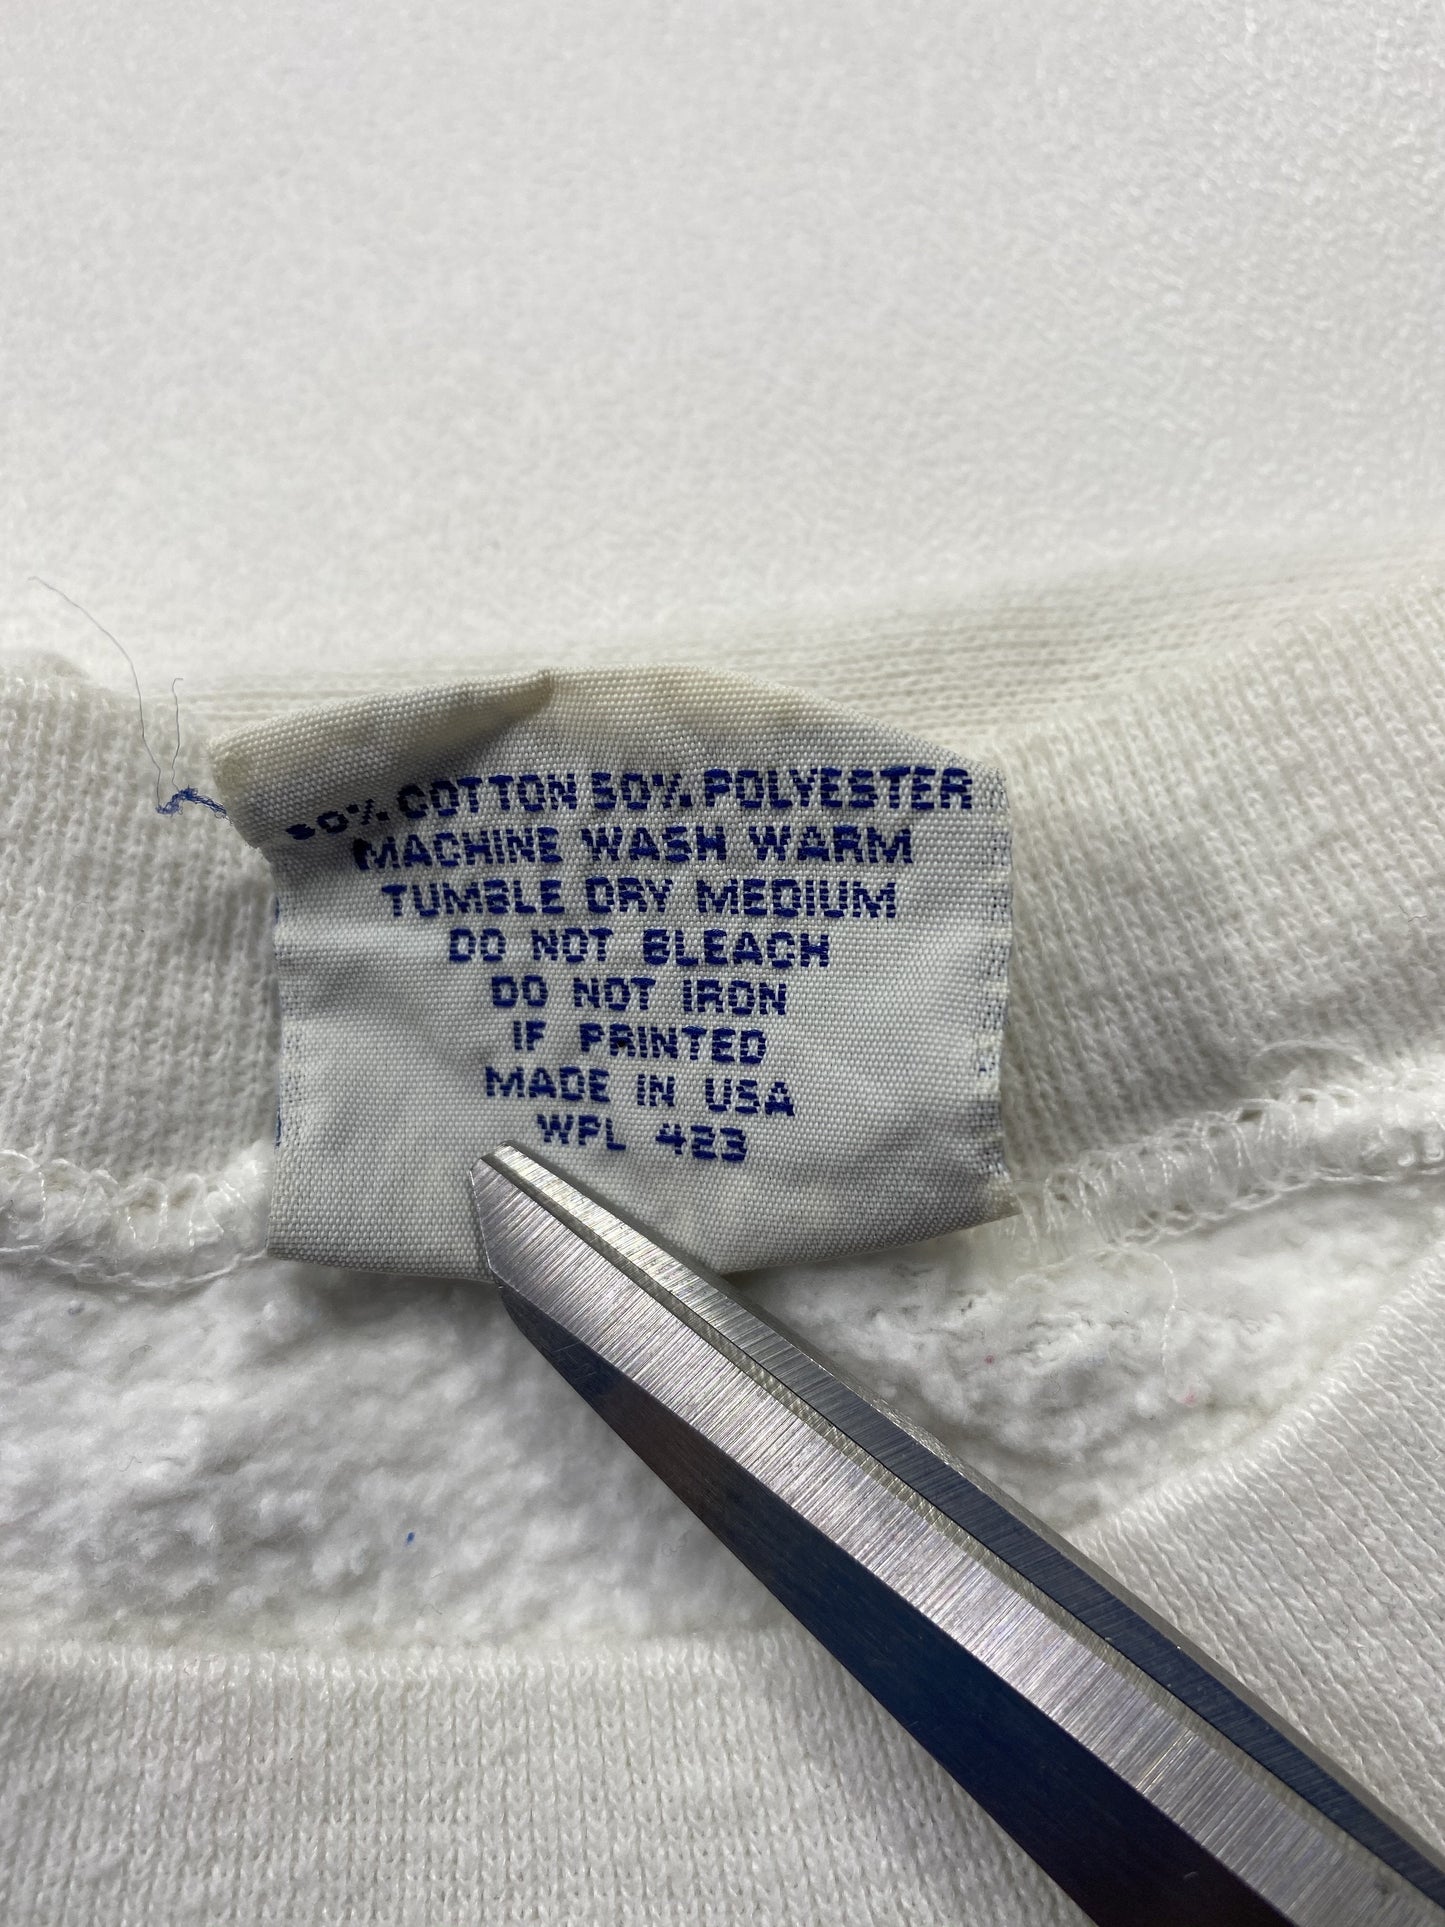 50% COTTON 50% POLYESTER
MACHINE WASH WARM
TUMBLE DRY MEDIUM
DO NOT BLEACH
DO NOT IRON
IF PRINTED
MADE IN USA
WPL 423